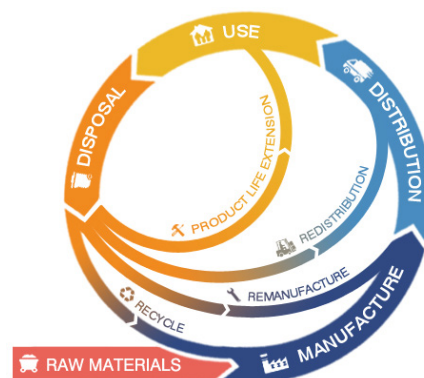 USE
DISTRIBUTION
DISPOSAL
PRODUCT LIFE EXTENSION
REDISTRIBUTION
REMANUFACTURE
RECYCLE
MANUFACTURE
RAW MATERIALS